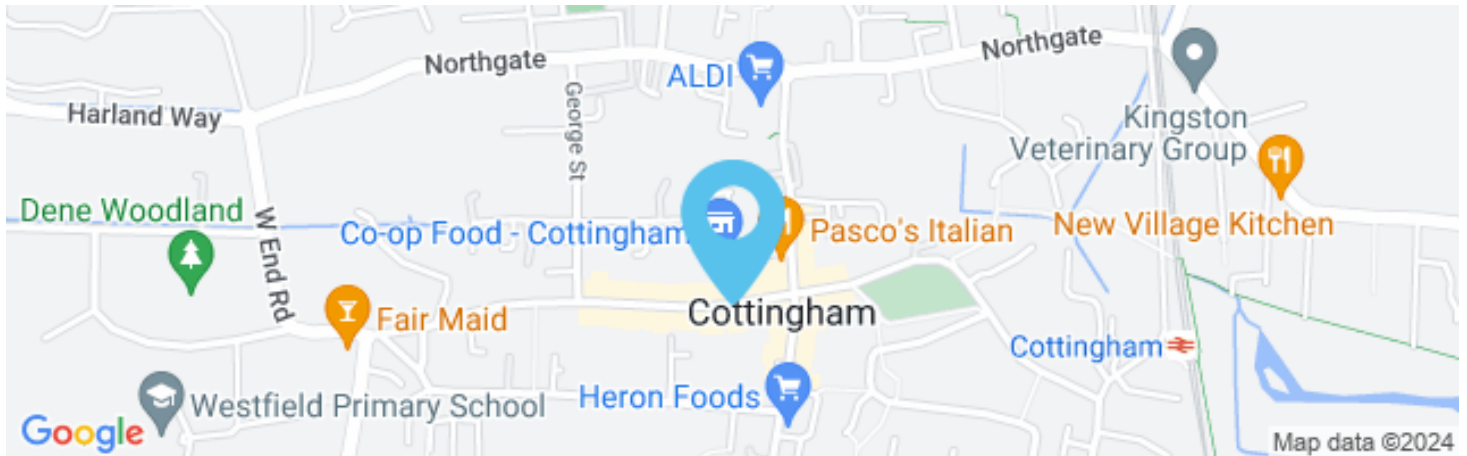 Northgate
Northgate
ALDI
Harland Way
George St
Kingston
Veterinary Group
Dene Woodland
W End Rd
Co-op Food - Cottingham
Pasco's Italian
New Village Kitchen
Fair Maid
Cottingham
Cottingham
Heron Foods
Westfield Primary School
Google
Map data ©2024